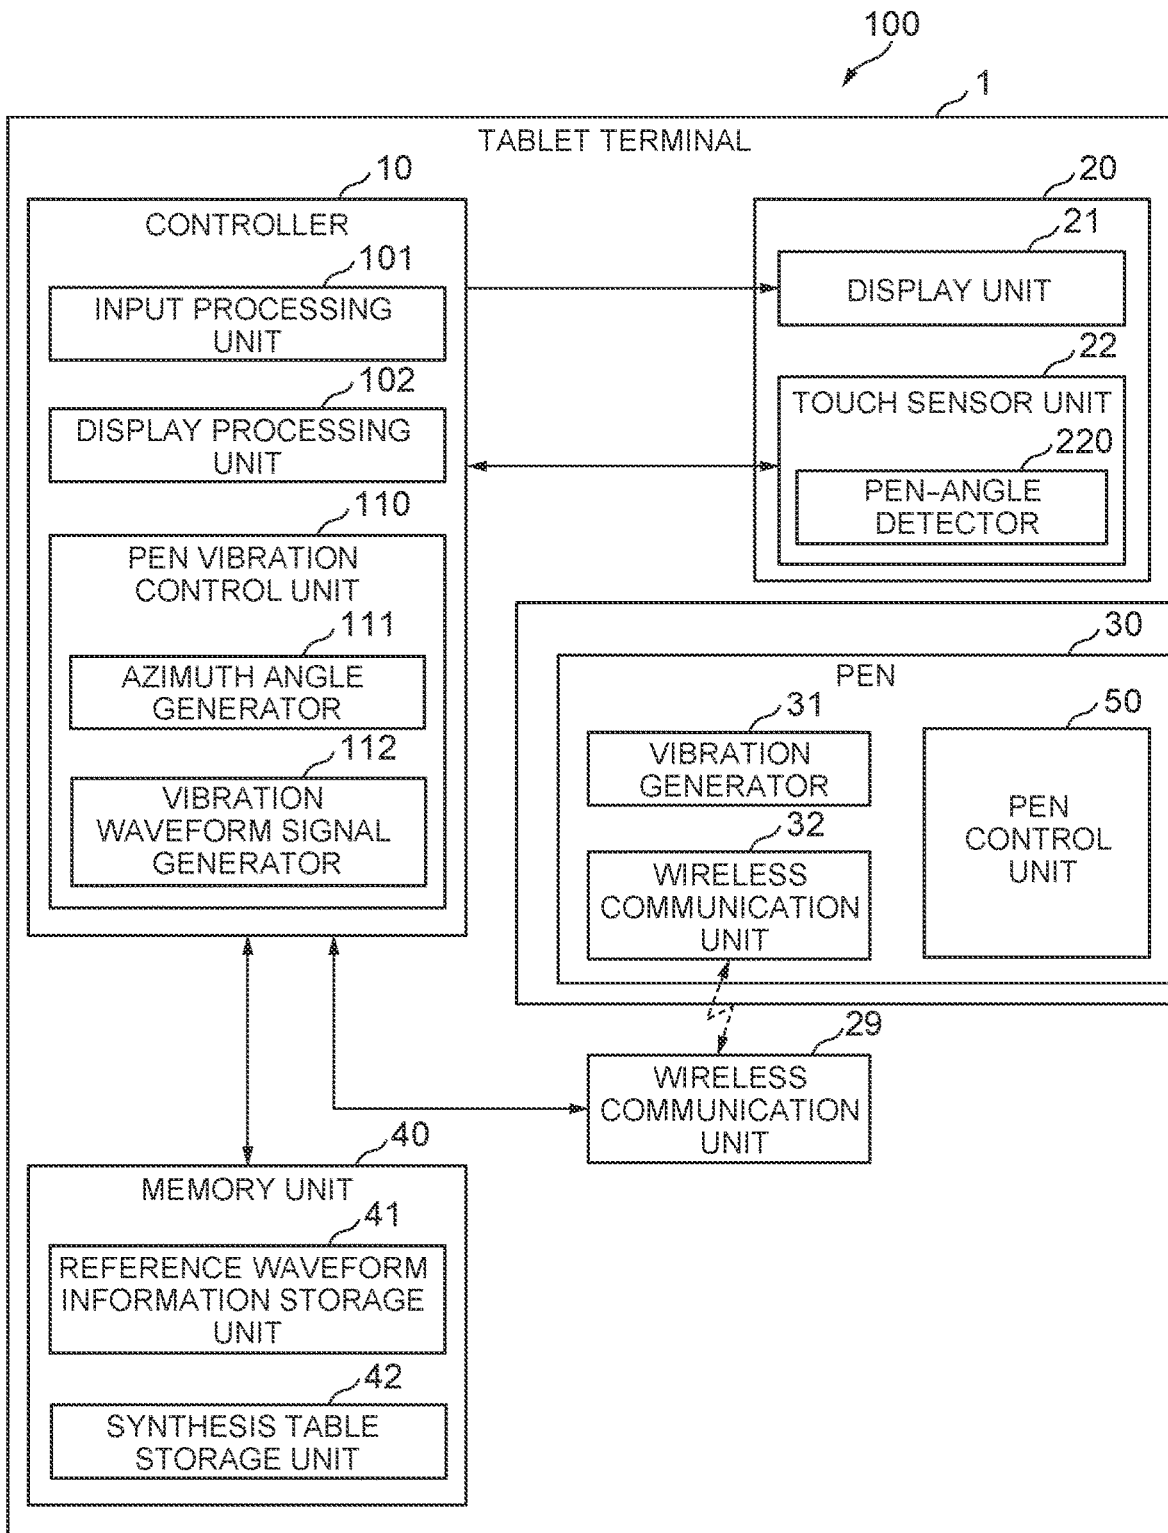 100
1
TABLET TERMINAL
10
CONTROLLER
101
INPUT PROCESSING
UNIT
102
DISPLAY PROCESSING
UNIT
110
PEN VIBRATION
CONTROL UNIT
111
AZIMUTH ANGLE
GENERATOR
112
VIBRATION
WAVEFORM SIGNAL
GENERATOR
20
21
DISPLAY UNIT
22
TOUCH SENSOR UNIT
220
PEN-ANGLE
DETECTOR
30
PEN
31
VIBRATION
GENERATOR
32
WIRELESS
COMMUNICATION
UNIT
50
PEN
CONTROL
UNIT
29
WIRELESS
COMMUNICATION
UNIT
40
MEMORY UNIT
41
REFERENCE WAVEFORM
INFORMATION STORAGE
UNIT
42
SYNTHESIS TABLE
STORAGE UNIT